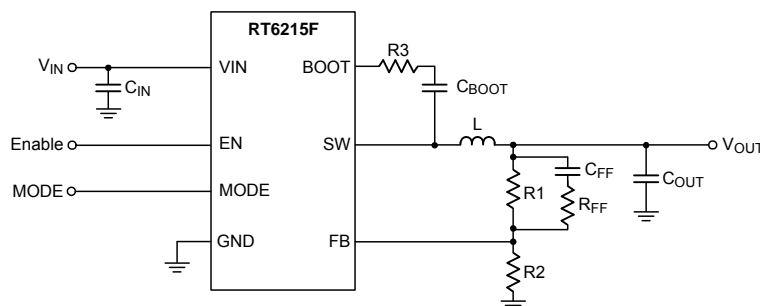 RT6215F
VIN
VIN
CIN
BOOT
R3
CBOOT
L
Enable
EN
SW
VOUT
MODE
MODE
R1
CFF
RFF
COUT
GND
FB
R2